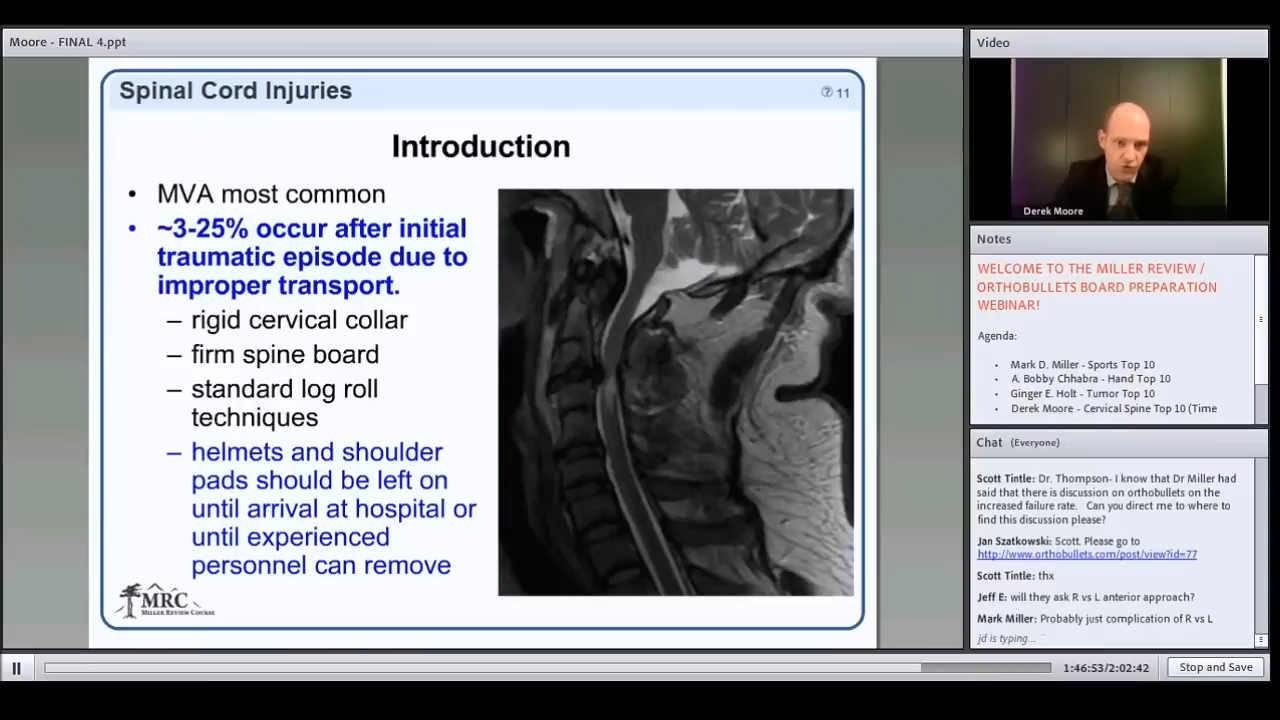 Moore - FINAL 4.ppt
Spinal Cord Injuries
? 11
Introduction
• MVA most common
• ~3-25% occur after initial
traumatic episode due to
improper transport.
– rigid cervical collar
– firm spine board
– standard log roll
techniques
– helmets and shoulder
pads should be left on
until arrival at hospital or
until experienced
personnel can remove
MRC
MILLER REVIEW COURSE
Video
Derek Moore
Notes
WELCOME TO THE MILLER REVIEW /
ORTHOBULLETS BOARD PREPARATION
WEBINAR!
Agenda:
• Mark D. Miller - Sports Top 10
• A. Bobby Chhabra - Hand Top 10
• Ginger E. Holt - Tumor Top 10
• Derek Moore - Cervical Spine Top 10 (Time
Chat (Everyone)
Scott Tintle: Dr. Thompson- I know that Dr Miller had
said that there is discussion on orthobullets on the
increased failure rate. Can you direct me to where to
find this discussion please?
Jan Szatkowski: Scott. Please go to
http://www.orthobullets.com/post/view?id=77
Scott Tintle: thx
Jeff E: will they ask R vs L anterior approach?
Mark Miller: Probably just complication of R vs L
jd is typing...
1:46:53/2:02:42
Stop and Save